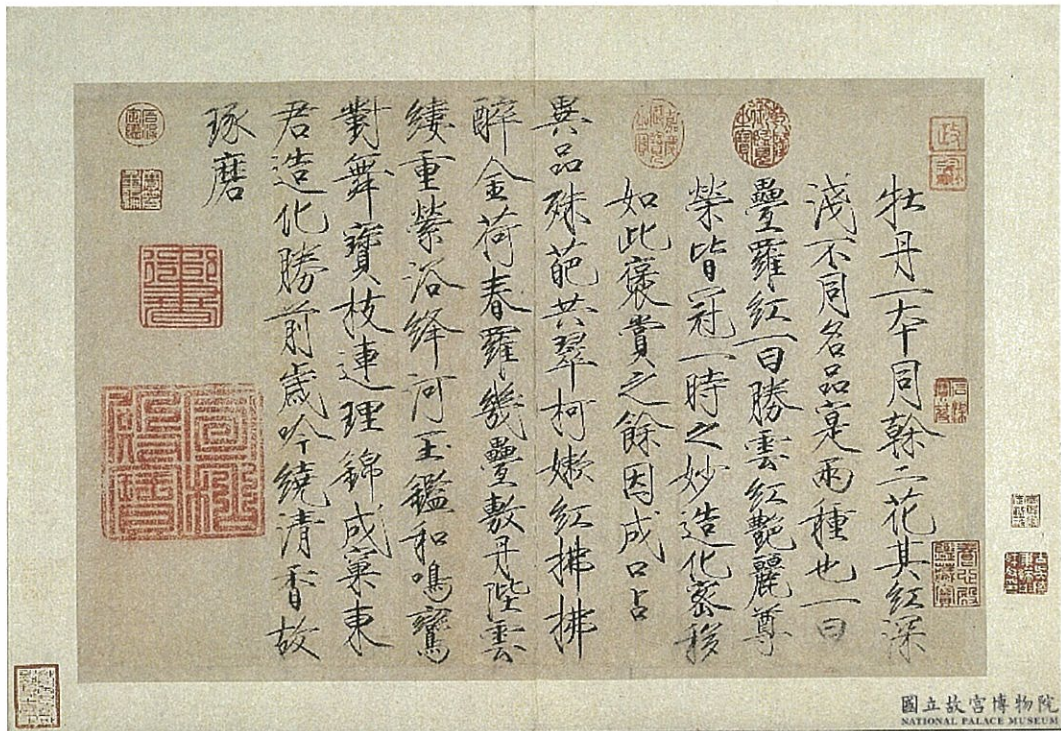 牡丹一本同榦二花其紅深
淺不同名品寔兩種也一曰
疊羅紅一曰勝雲紅艷麗尊
榮皆冠一時之妙造化密移
如此褒賞之餘因成口占
異品殊葩共翠柯嫩紅拂拂
醉金荷春羅幾疊敷丹陛雲
縷重縈浴絳河玉鑑和鳴鸞
對舞寶枝連理錦成窠東
君造化勝前歲吟繞清香故
琢磨
國立故宮博物院
NATIONAL PALACE MUSEUM